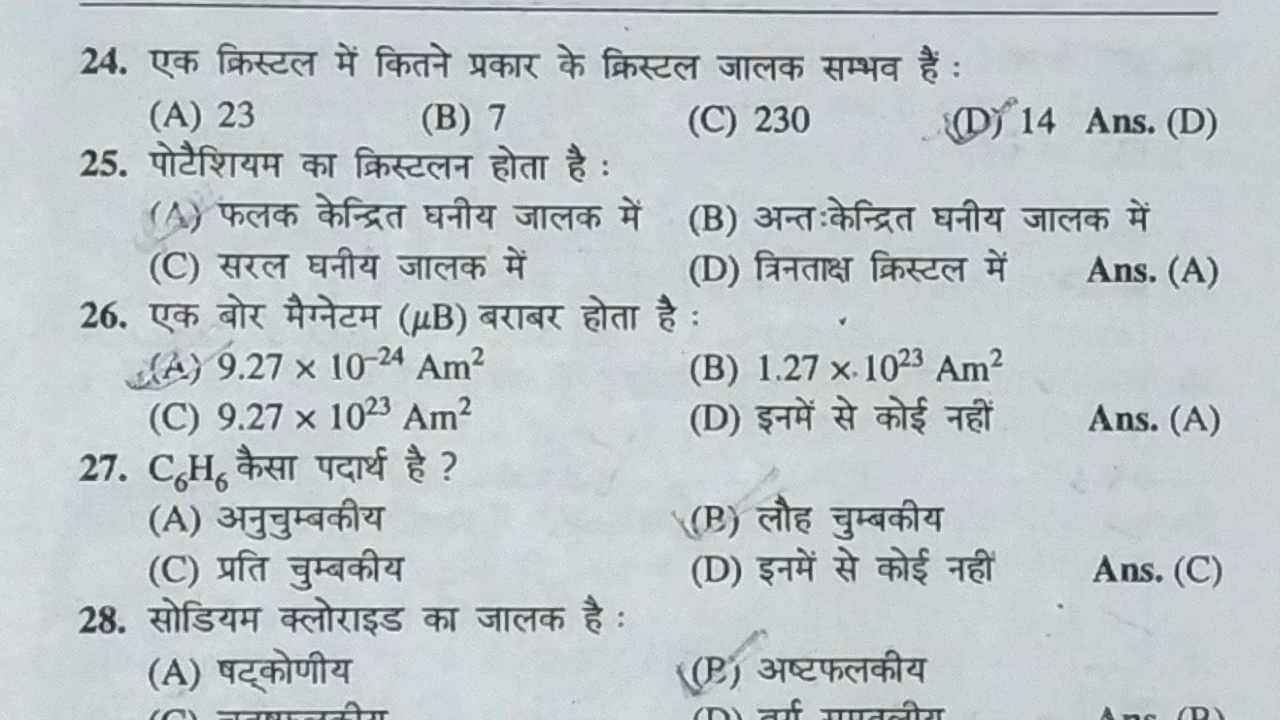 24. एक क्रिस्टल में कितने प्रकार के क्रिस्टल जालक सम्भव हैं :
(A) 23 (B) 7 (C) 230 (D) 14 Ans. (D)
25. पोटैशियम का क्रिस्टलन होता है :
(A) फलक केन्द्रित घनीय जालक में (B) अन्तःकेन्द्रित घनीय जालक में
(C) सरल घनीय जालक में (D) त्रिनताक्ष क्रिस्टल में Ans. (A)
26. एक बोर मैग्नेटम (μB) बराबर होता है :
(A) 9.27 × 10⁻²⁴ Am² (B) 1.27 × 10²³ Am²
(C) 9.27 × 10²³ Am² (D) इनमें से कोई नहीं Ans. (A)
27. C₆H₆ कैसा पदार्थ है ?
(A) अनुचुम्बकीय (B) लौह चुम्बकीय
(C) प्रति चुम्बकीय (D) इनमें से कोई नहीं Ans. (C)
28. सोडियम क्लोराइड का जालक है :
(A) षट्कोणीय (B) अष्टफलकीय
(C) (D) वर्ग समतलीय Ans. (B)